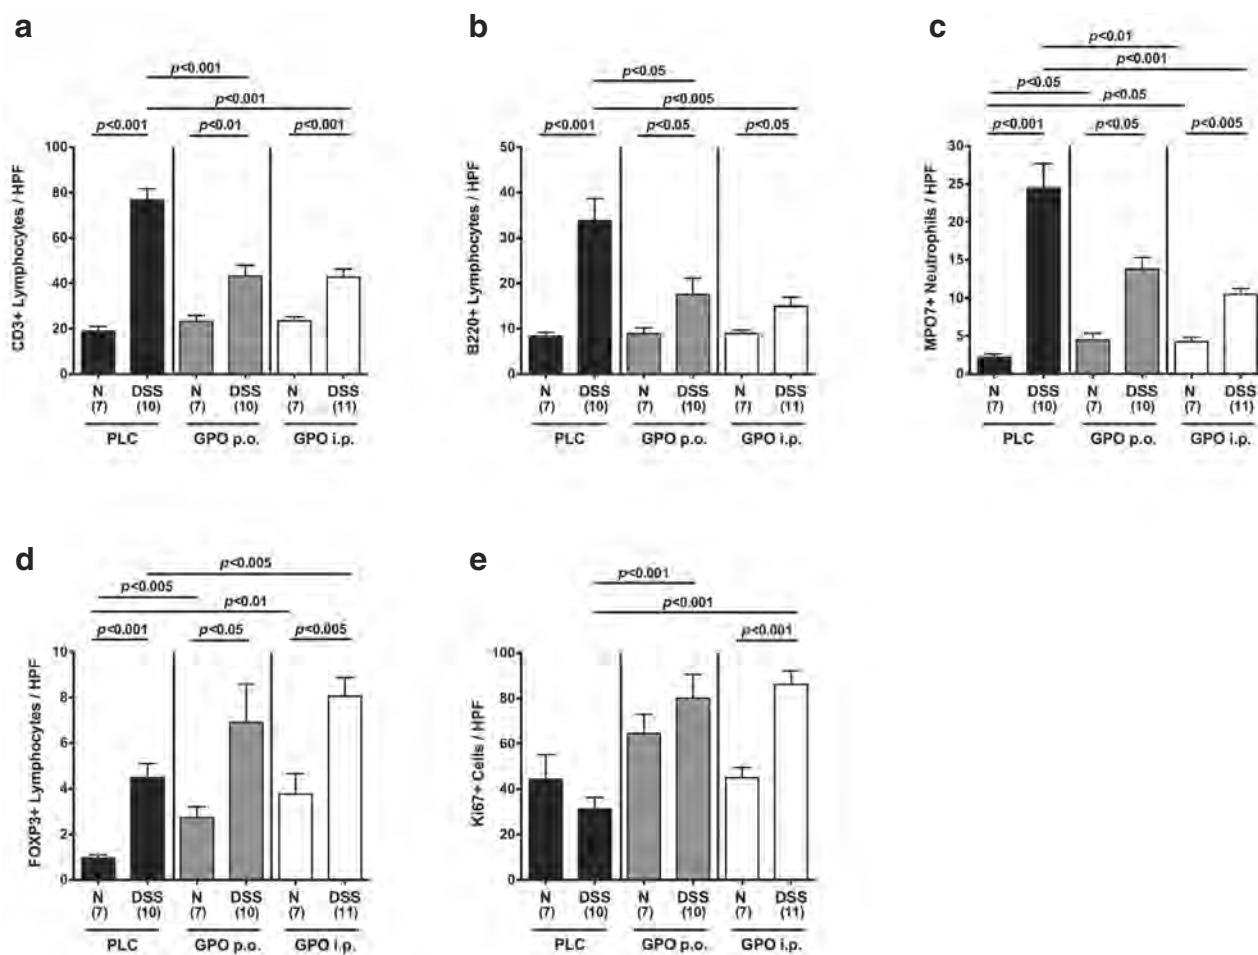 a
p<0.001
p<0.001
p<0.001 p<0.01 p<0.001
CD3+ Lymphocytes / HPF
100
80
60
40
20
0
N DSS N DSS N DSS
(7) (10) (7) (10) (7) (11)
PLC GPO p.o. GPO i.p.
b
p<0.05
p<0.005
p<0.001 p<0.05 p<0.05
B220+ Lymphocytes / HPF
50
40
30
20
10
0
N DSS N DSS N DSS
(7) (10) (7) (10) (7) (11)
PLC GPO p.o. GPO i.p.
c
p<0.01
p<0.001
p<0.05
p<0.05
p<0.001 p<0.05 p<0.005
MPO7+ Neutrophils / HPF
30
25
20
15
10
5
0
N DSS N DSS N DSS
(7) (10) (7) (10) (7) (11)
PLC GPO p.o. GPO i.p.
d
p<0.005
p<0.005
p<0.01
p<0.001 p<0.05 p<0.005
FOXP3+ Lymphocytes / HPF
10
8
6
4
2
0
N DSS N DSS N DSS
(7) (10) (7) (10) (7) (11)
PLC GPO p.o. GPO i.p.
e
p<0.001
p<0.001
p<0.001
Ki67+ Cells / HPF
100
80
60
40
20
0
N DSS N DSS N DSS
(7) (10) (7) (10) (7) (11)
PLC GPO p.o. GPO i.p.